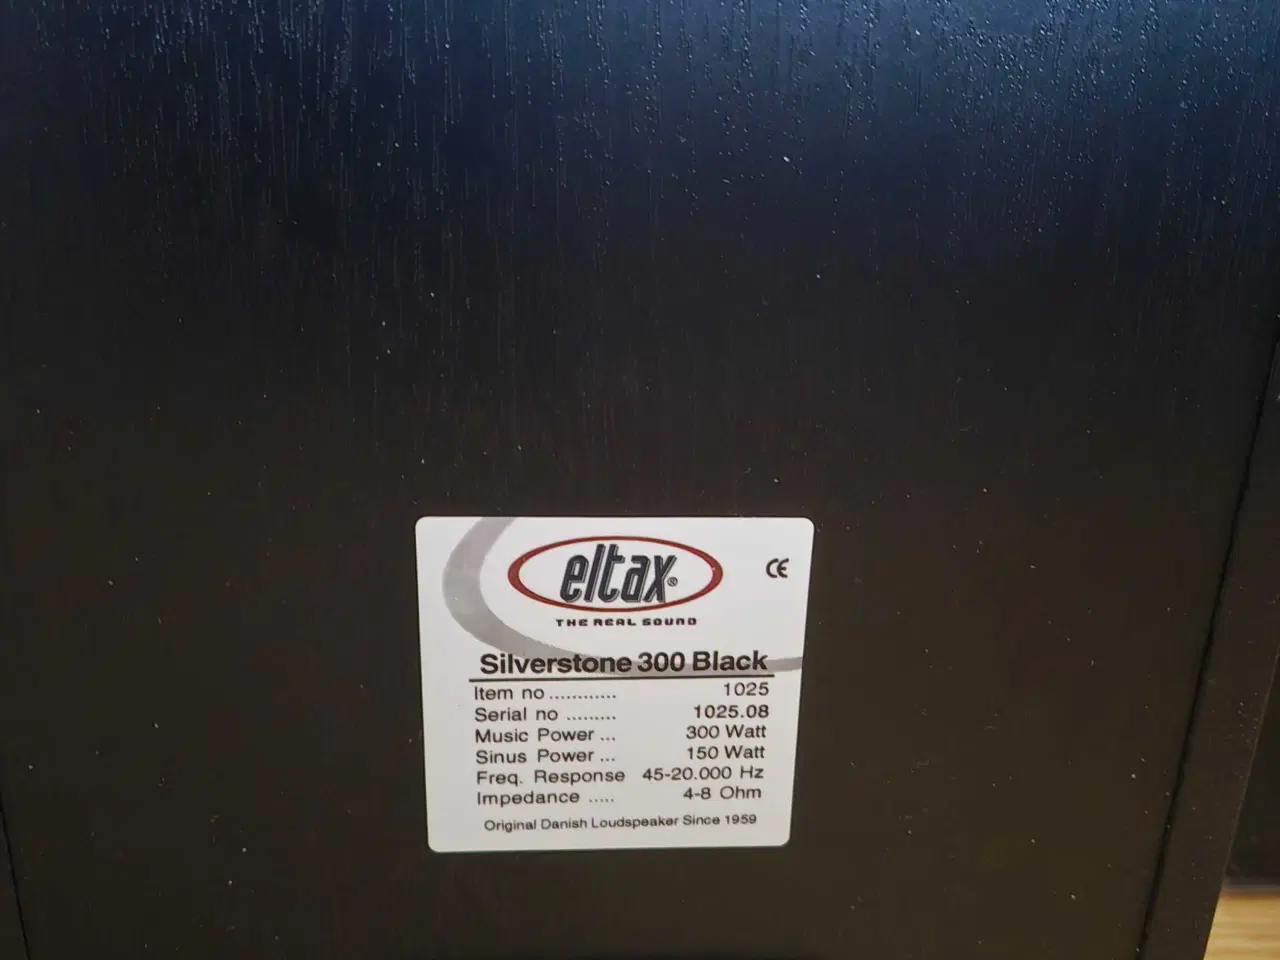 eltax®
CE
THE REAL SOUND
Silverstone 300 Black
Item no ............ 1025
Serial no ......... 1025.08
Music Power ... 300 Watt
Sinus Power ... 150 Watt
Freq. Response 45-20.000 Hz
Impedance ..... 4-8 Ohm
Original Danish Loudspeaker Since 1959